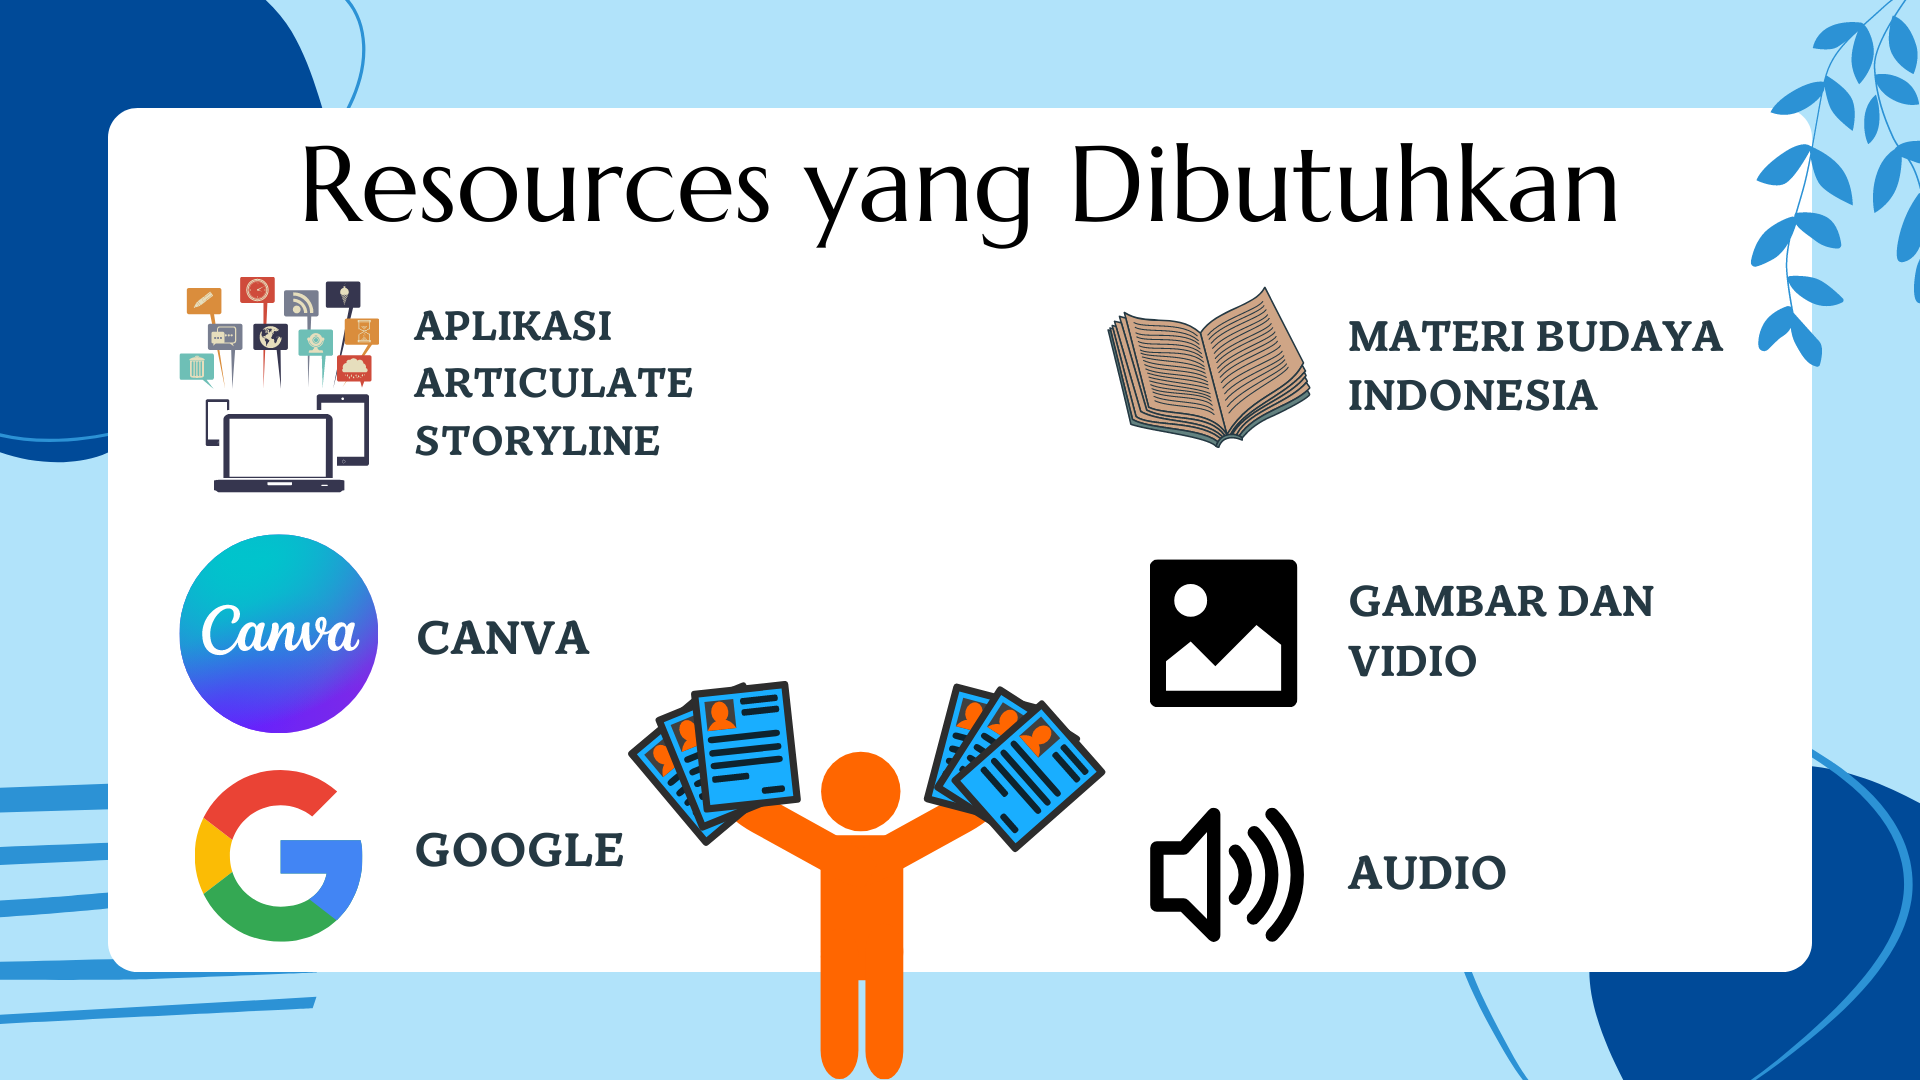 Resources yang Dibutuhkan
APLIKASI
ARTICULATE
STORYLINE
Canva
CANVA
GOOGLE
MATERI BUDAYA
INDONESIA
GAMBAR DAN
VIDIO
AUDIO